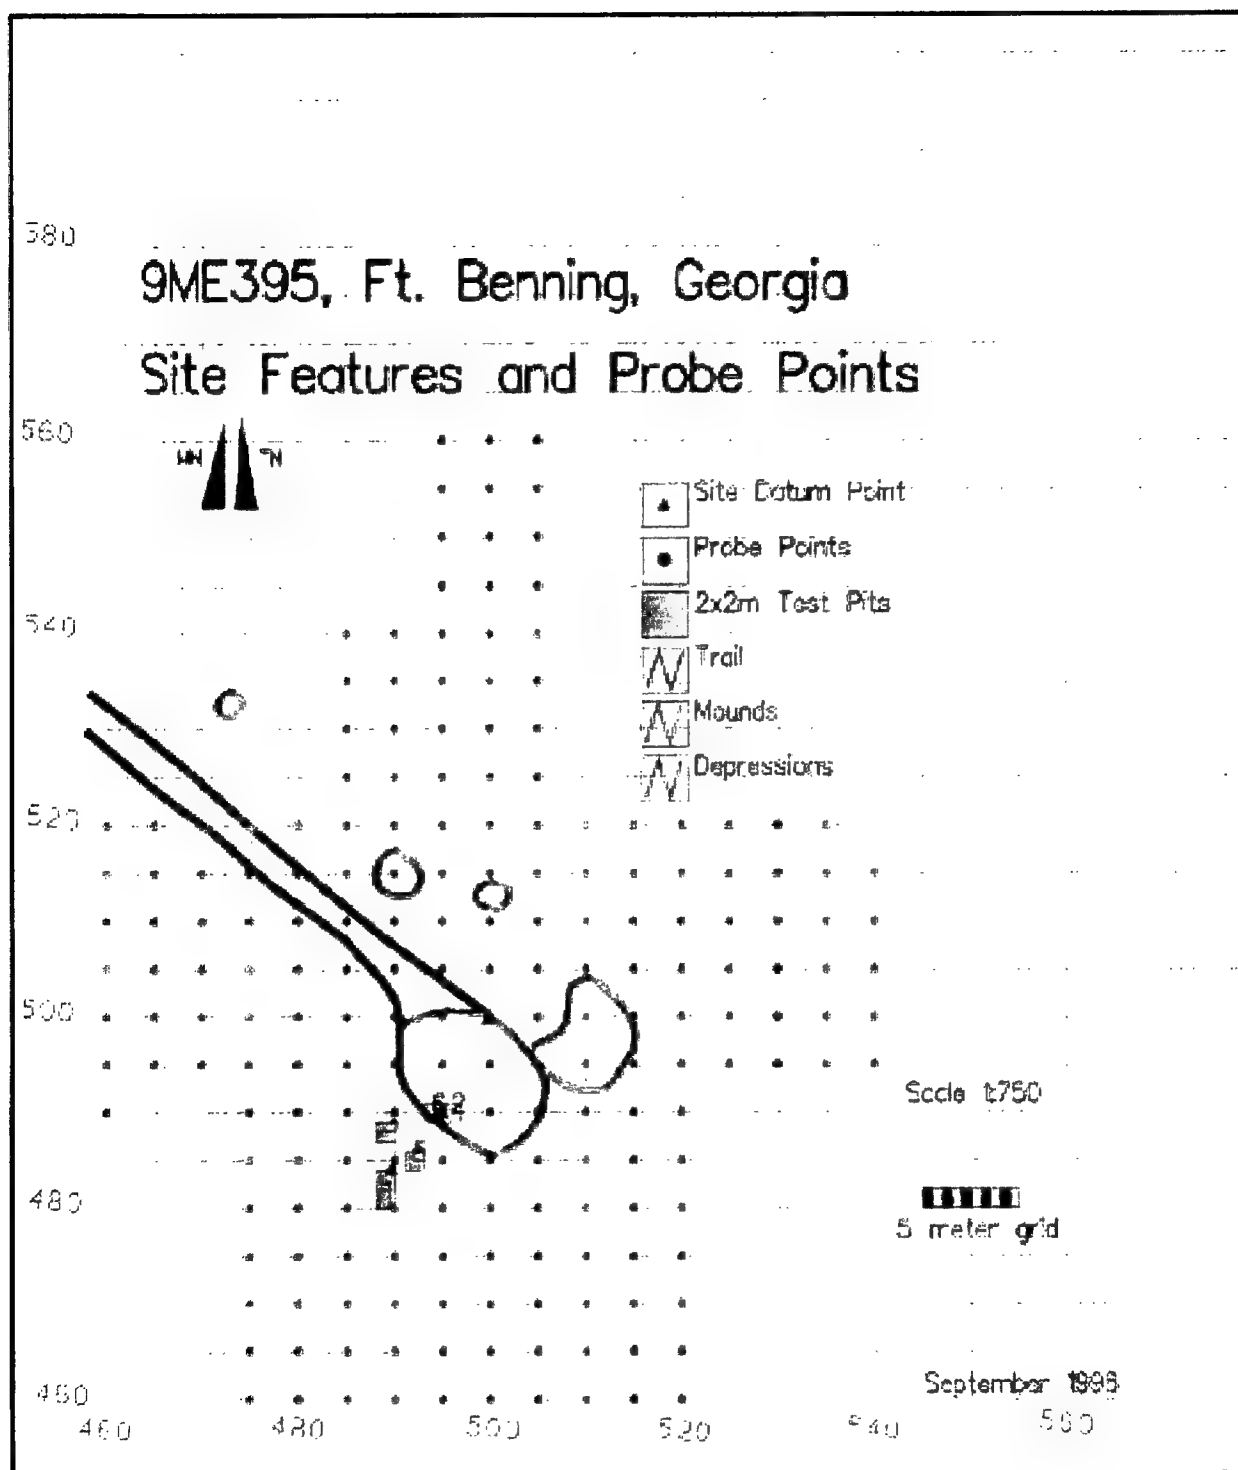 580
9ME395, Ft. Benning, Georgia
Site Features and Probe Points
560
MN
TN
Site Datum Point
Probe Points
2x2m Test Pits
540
Trail
Mounds
Depressions
520
500
Scale 1:750
480
5 meter grid
September
460
460 480 500 520 540 560